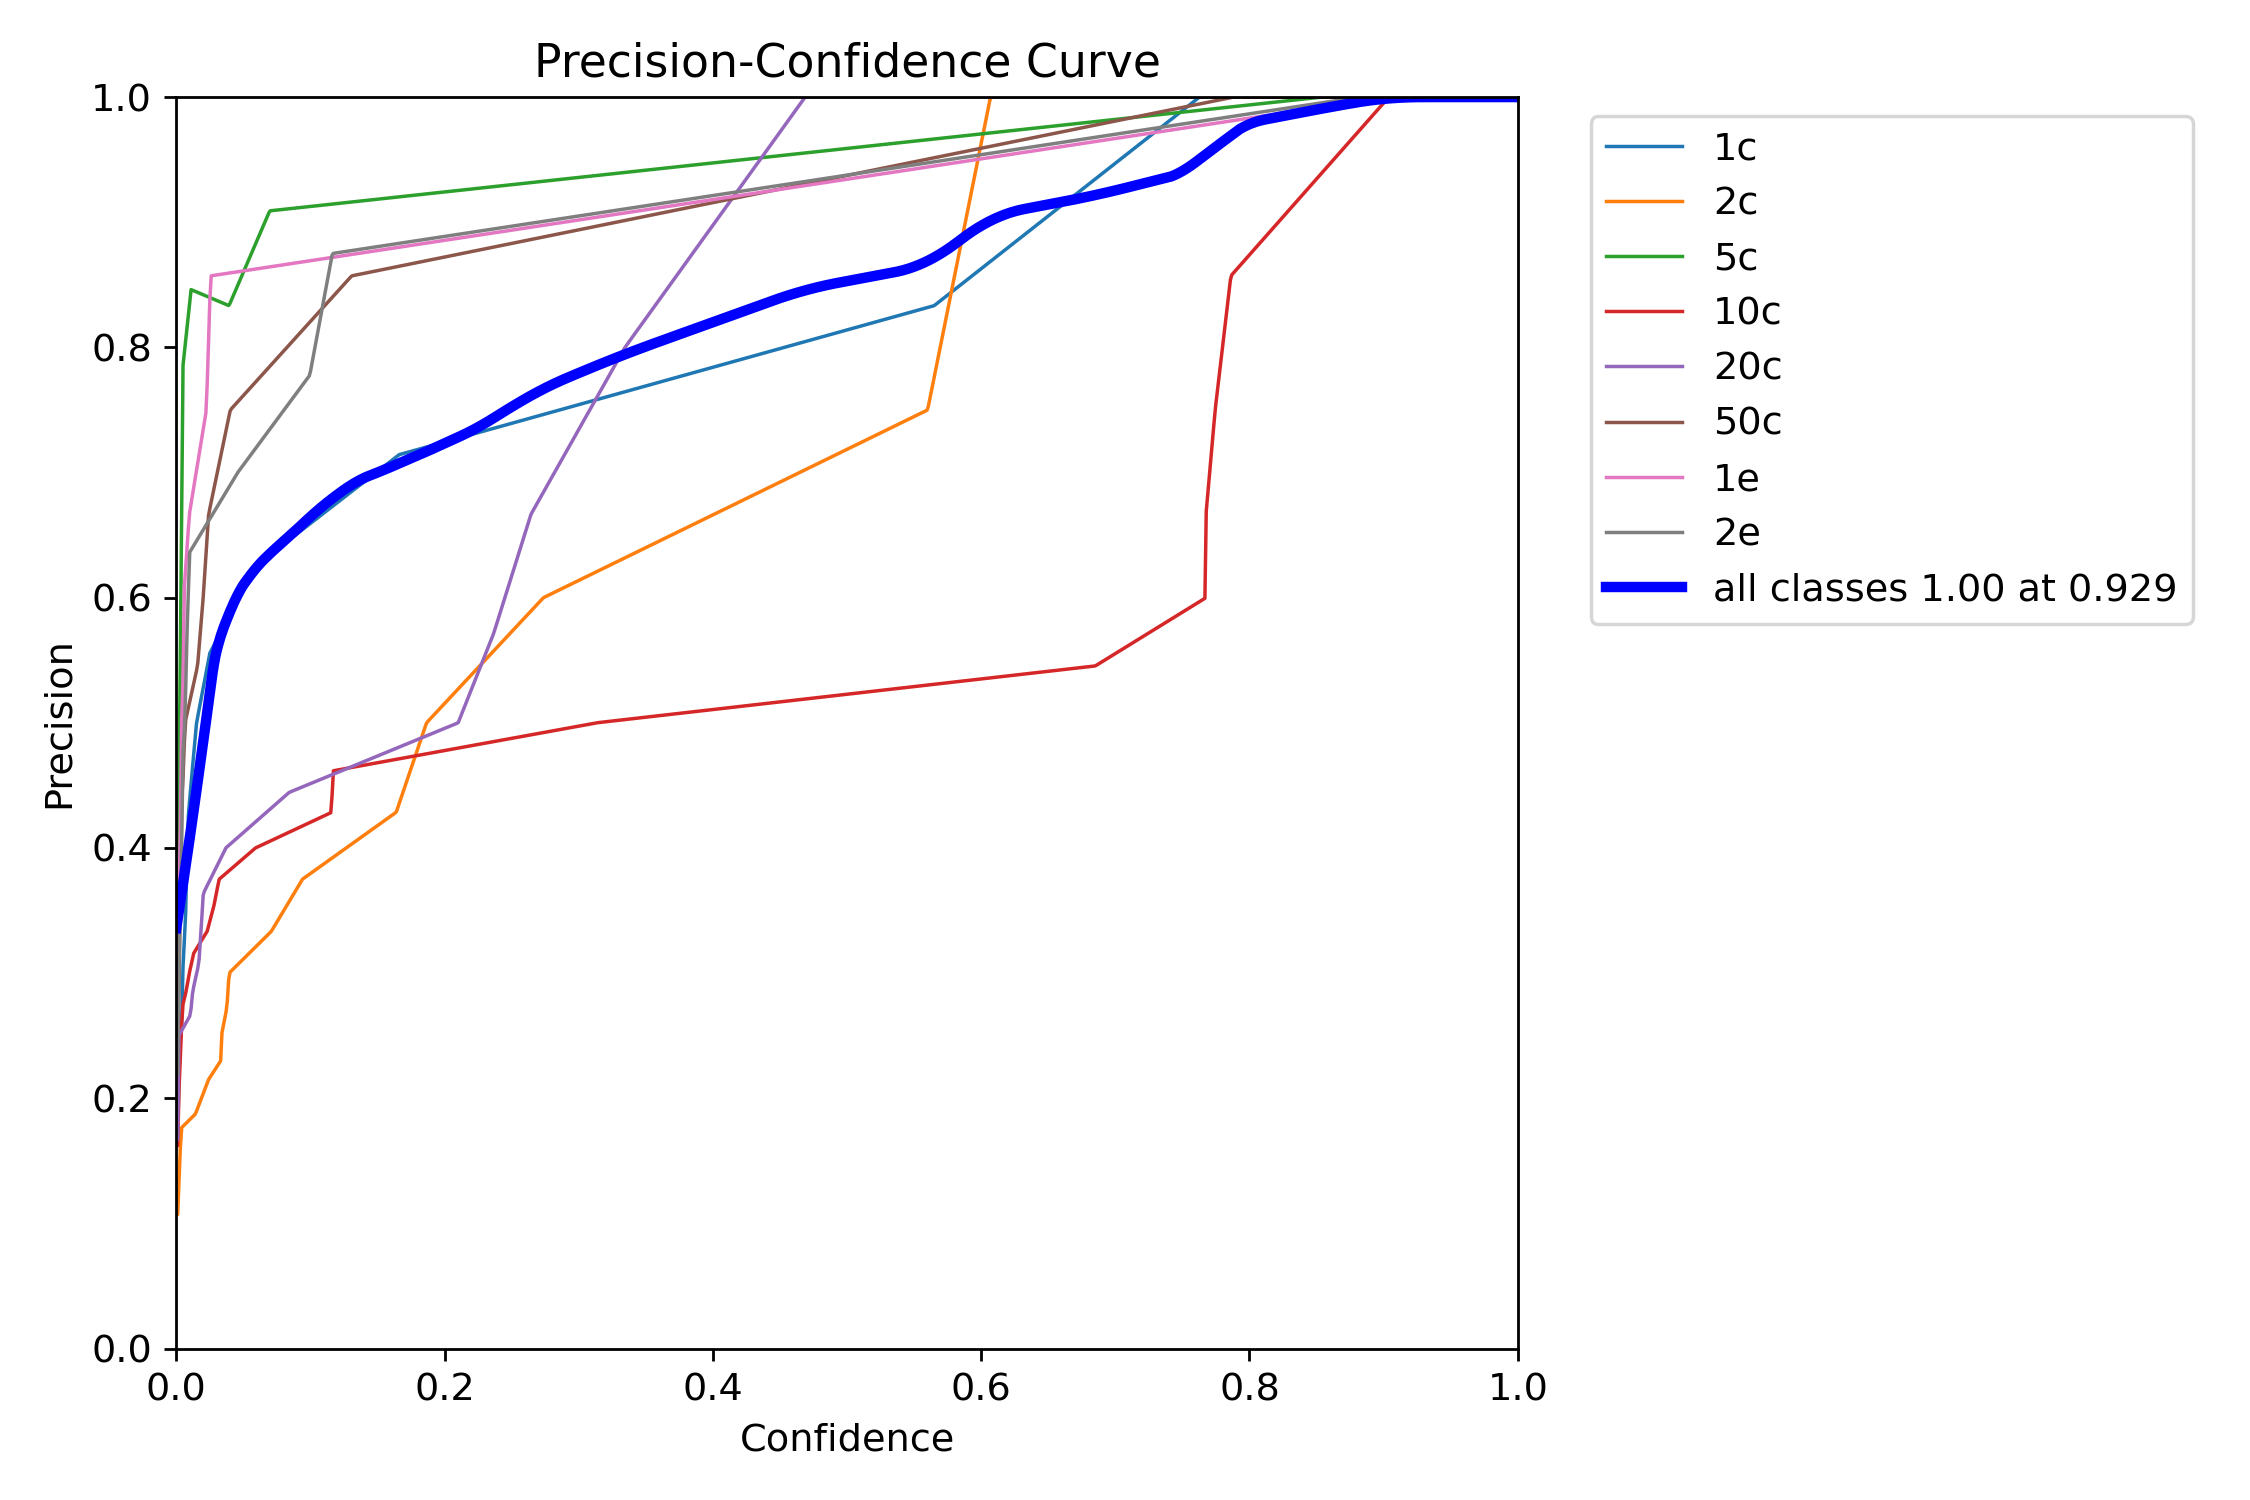 Precision-Confidence Curve
1.0
0.8
0.6
0.4
0.2
0.0
Precision
0.0 0.2 0.4 0.6 0.8 1.0
Confidence
1c
2c
5c
10c
20c
50c
1e
2e
all classes 1.00 at 0.929